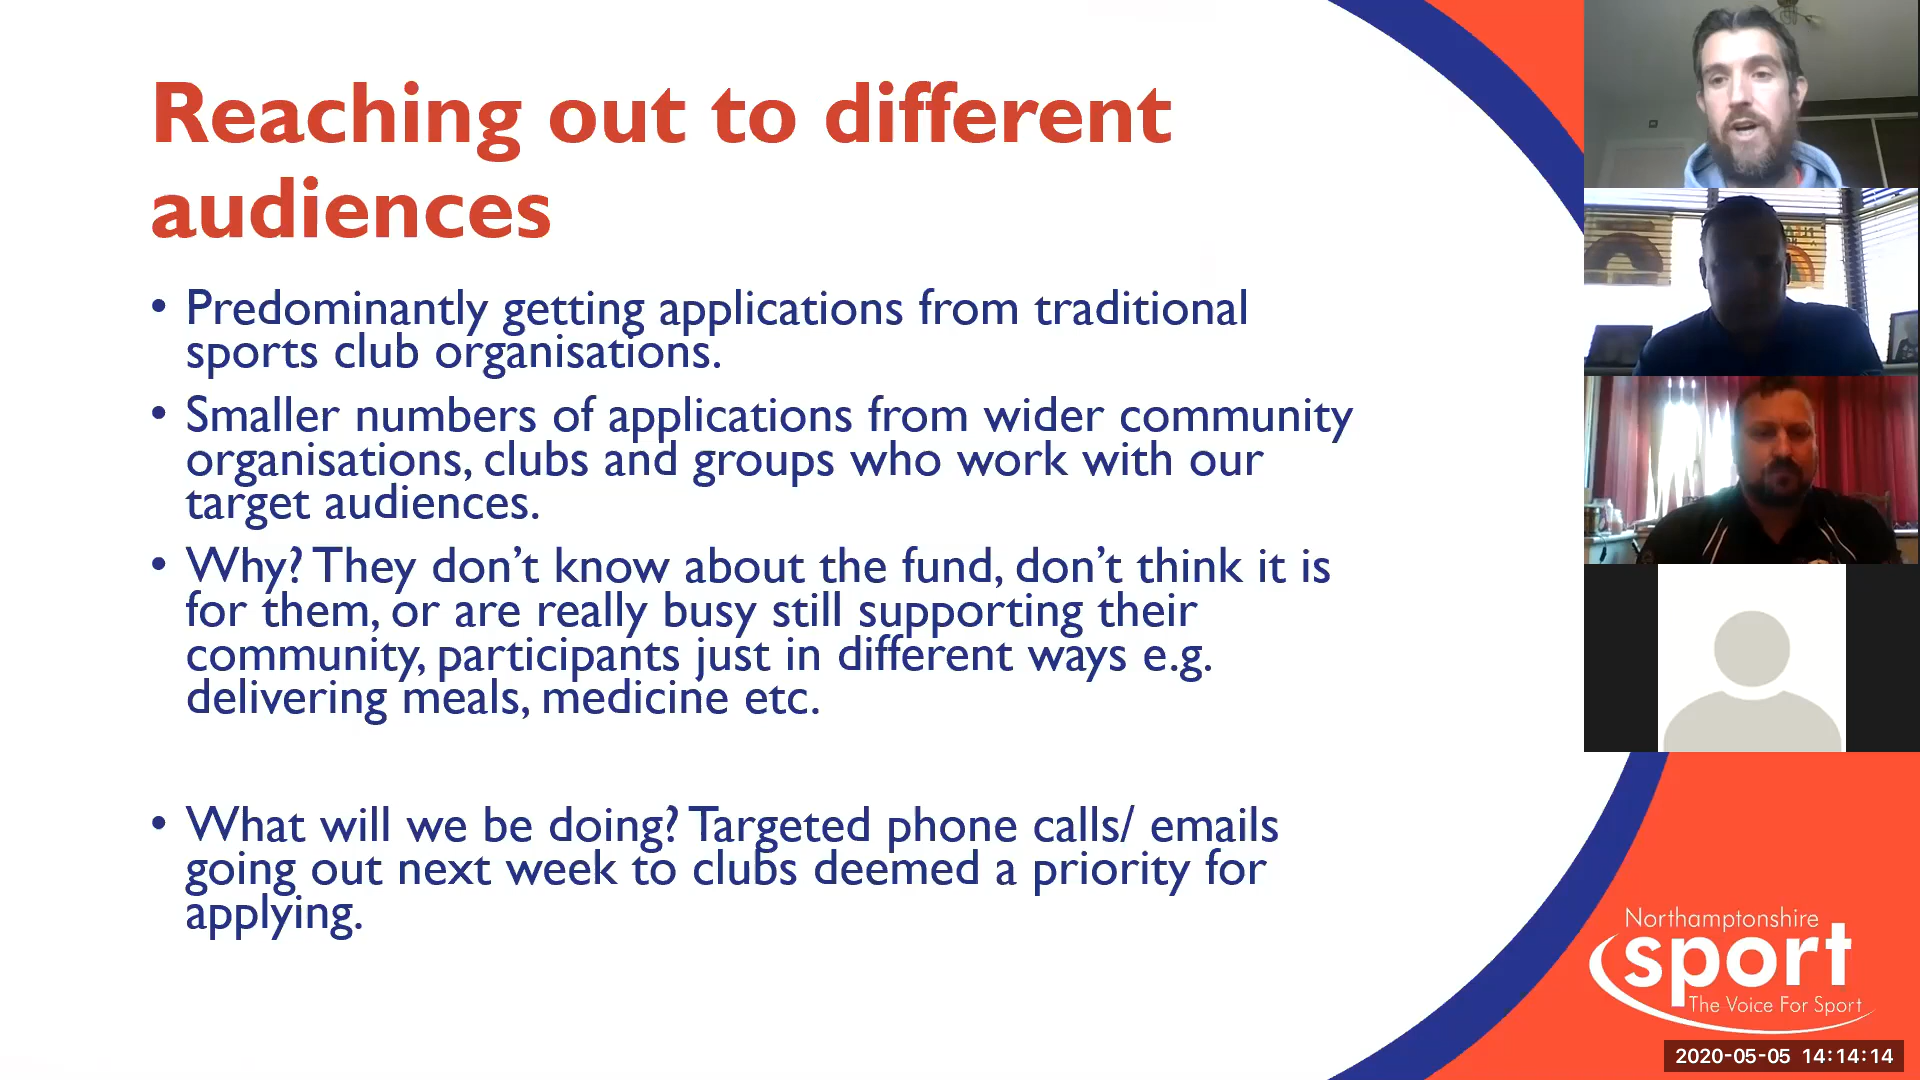 Reaching out to different
audiences
• Predominantly getting applications from traditional
sports club organisations.
• Smaller numbers of applications from wider community
organisations, clubs and groups who work with our
target audiences.
• Why? They don’t know about the fund, don’t think it is
for them, or are really busy still supporting their
community, participants just in different ways e.g.
delivering meals, medicine etc.
• What will we be doing? Targeted phone calls/ emails
going out next week to clubs deemed a priority for
applying.
Northamptonshire
sport
The Voice For Sport
2020-05-05 14:14:14